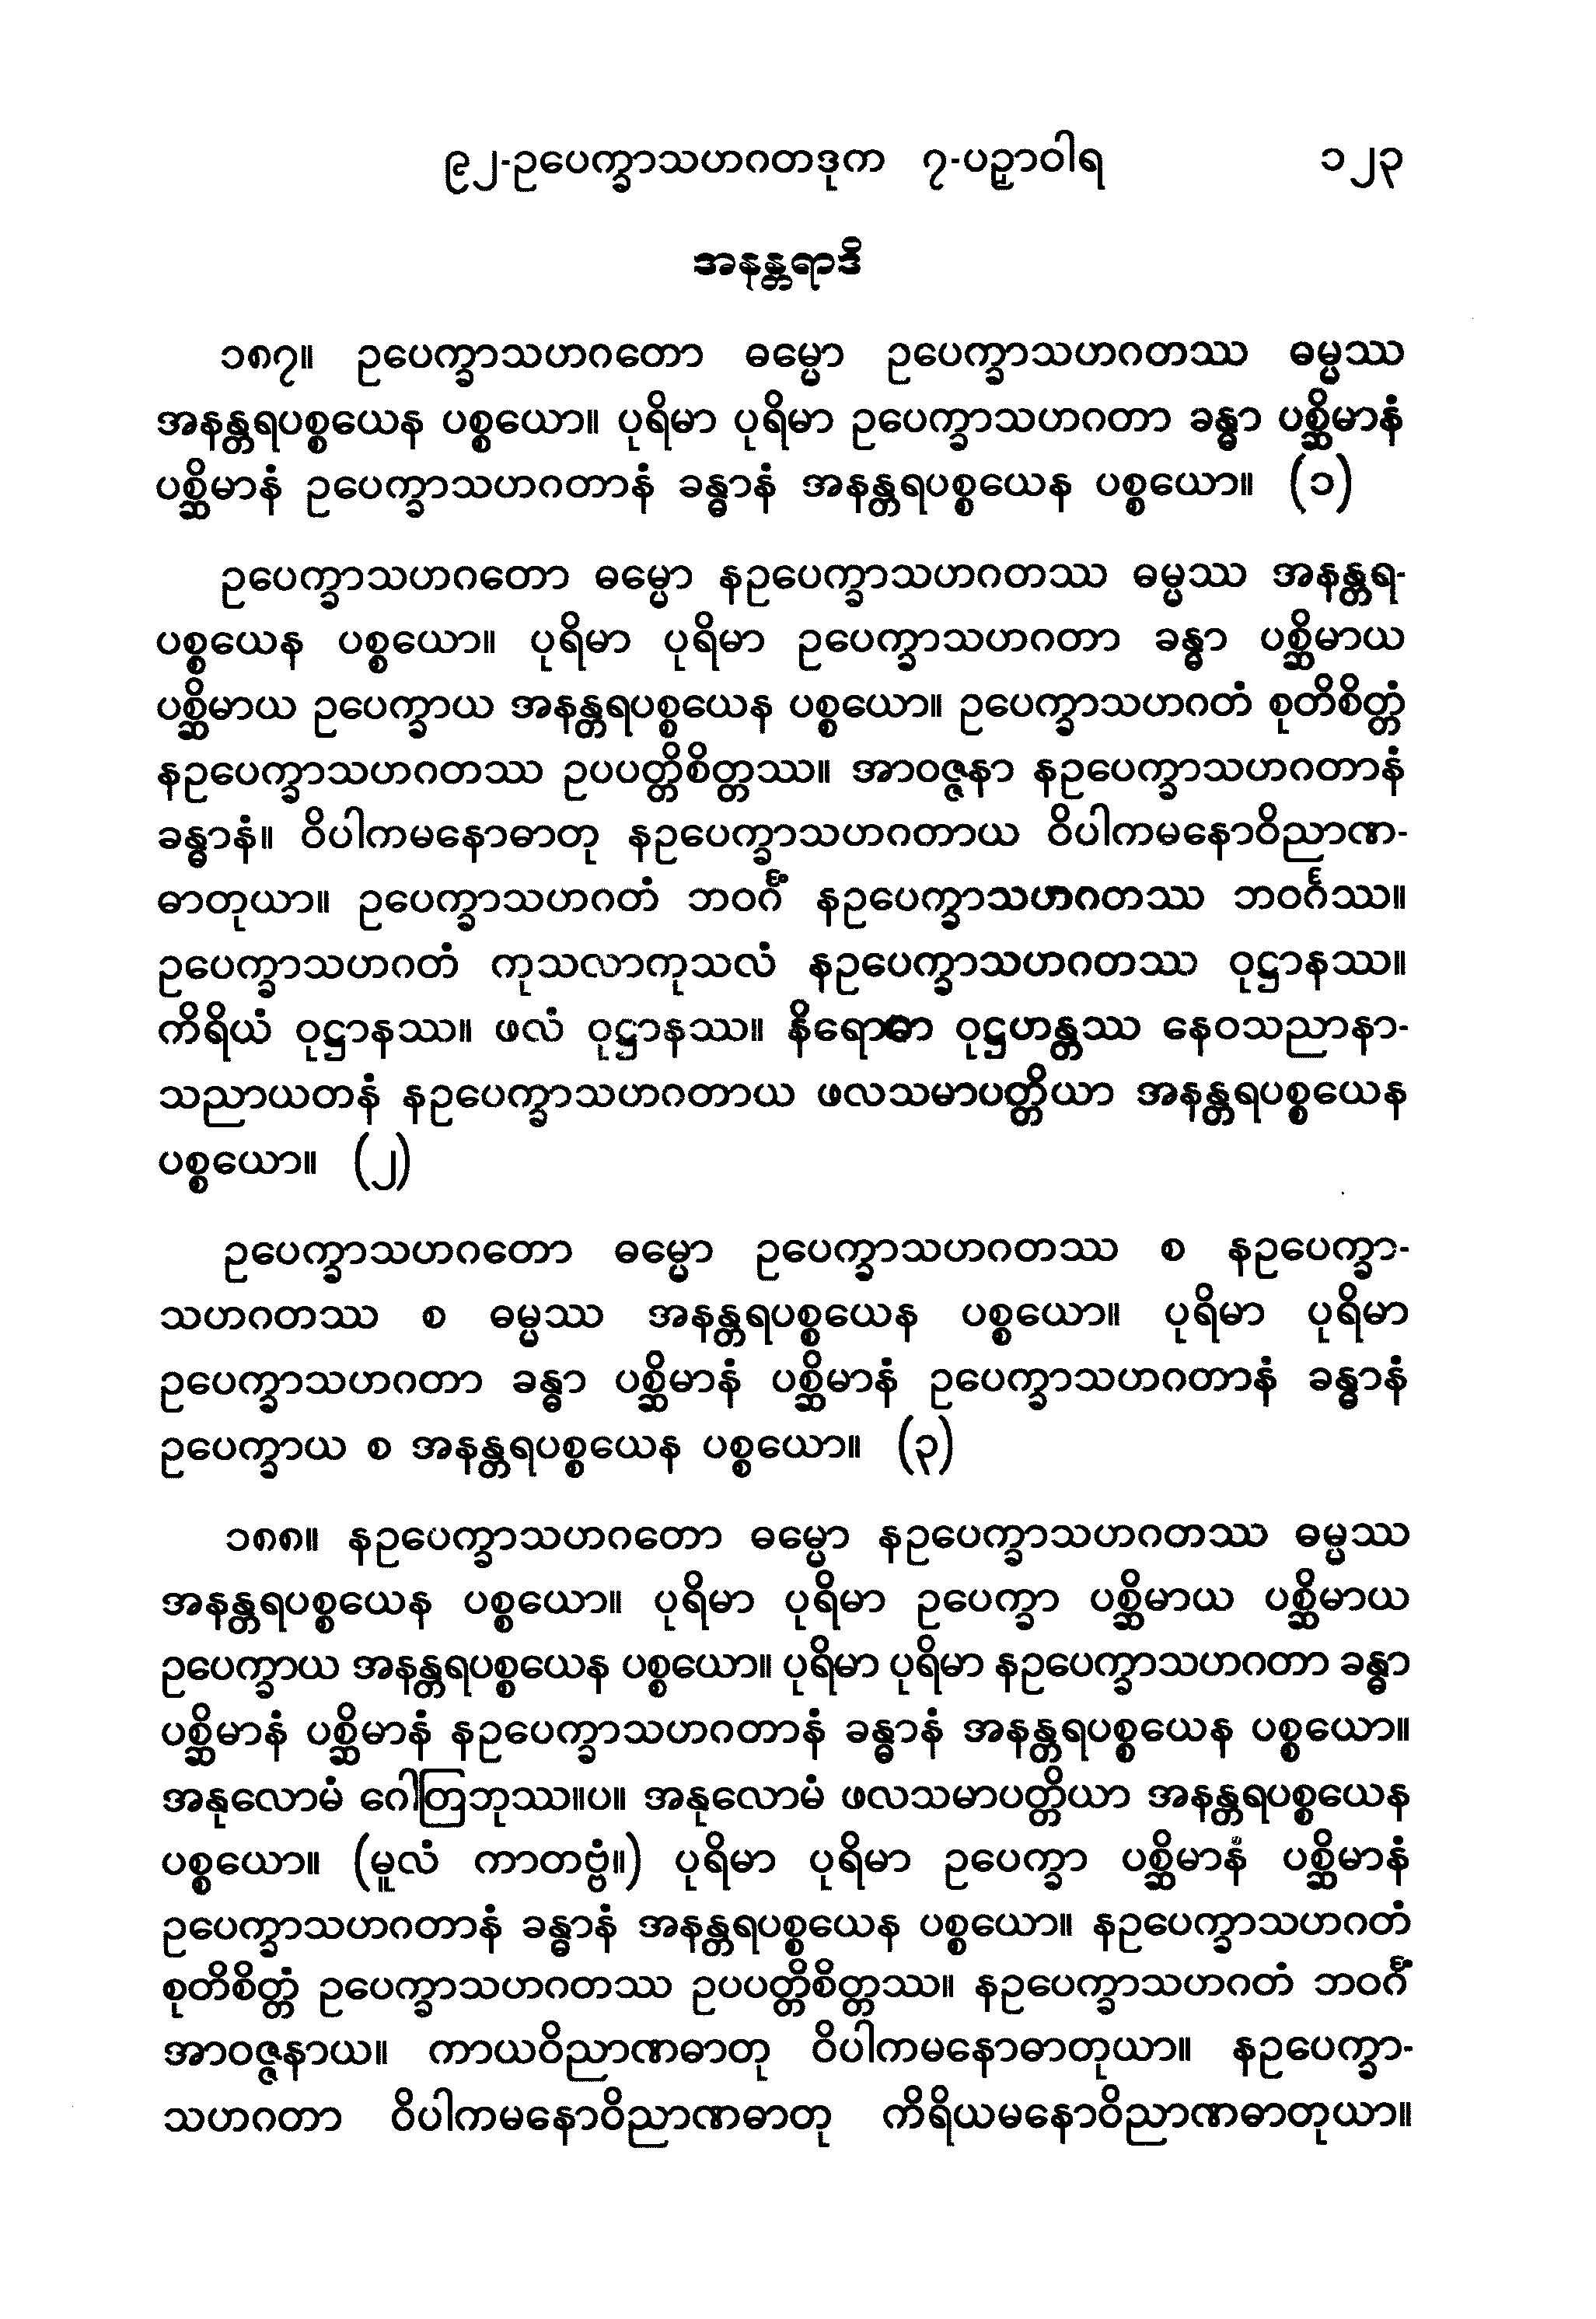 ၉၂-ဥပေက္ခာသဟဂတဒုက ၇-ပဉှာဝါရ ၁၂၃
အနန္တရာဒိ
၁၈၇။ ဥပေက္ခာသဟဂတော ဓမ္မော ဥပေက္ခာသဟဂတဿ ဓမ္မဿ
အနန္တရပစ္စယေန ပစ္စယော။ ပုရိမာ ပုရိမာ ဥပေက္ခာသဟဂတာ ခန္ဓာ ပစ္ဆိမာနံ
ပစ္ဆိမာနံ ဥပေက္ခာသဟဂတာနံ ခန္ဓာနံ အနန္တရပစ္စယေန ပစ္စယော။ (၁)
ဥပေက္ခာသဟဂတော ဓမ္မော နဥပေက္ခာသဟဂတဿ ဓမ္မဿ အနန္တရ-
ပစ္စယေန ပစ္စယော။ ပုရိမာ ပုရိမာ ဥပေက္ခာသဟဂတာ ခန္ဓာ ပစ္ဆိမာယ
ပစ္ဆိမာယ ဥပေက္ခာယ အနန္တရပစ္စယေန ပစ္စယော။ ဥပေက္ခာသဟဂတံ စုတိစိတ္တံ
နဥပေက္ခာသဟဂတဿ ဥပပတ္တိစိတ္တဿ။ အာဝဇ္ဇနာ နဥပေက္ခာသဟဂတာနံ
ခန္ဓာနံ။ ဝိပါကမနောဓာတု နဥပေက္ခာသဟဂတာယ ဝိပါကမနောဝိညာဏ-
ဓာတုယာ။ ဥပေက္ခာသဟဂတံ ဘဝင်္ဂံ နဥပေက္ခာသဟဂတဿ ဘဝင်္ဂဿ။
ဥပေက္ခာသဟဂတံ ကုသလာကုသလံ နဥပေက္ခာသဟဂတဿ ဝုဋ္ဌာနဿ။
ကိရိယံ ဝုဋ္ဌာနဿ။ ဖလံ ဝုဋ္ဌာနဿ။ နိရောဓာ ဝုဋ္ဌဟန္တဿ နေဝသညာနာ-
သညာယတနံ နဥပေက္ခာသဟဂတာယ ဖလသမာပတ္တိယာ အနန္တရပစ္စယေန
ပစ္စယော။ (၂)
ဥပေက္ခာသဟဂတော ဓမ္မော ဥပေက္ခာသဟဂတဿ စ နဥပေက္ခာ-
သဟဂတဿ စ ဓမ္မဿ အနန္တရပစ္စယေန ပစ္စယော။ ပုရိမာ ပုရိမာ
ဥပေက္ခာသဟဂတာ ခန္ဓာ ပစ္ဆိမာနံ ပစ္ဆိမာနံ ဥပေက္ခာသဟဂတာနံ ခန္ဓာနံ
ဥပေက္ခာယ စ အနန္တရပစ္စယေန ပစ္စယော။ (၃)
၁၈၈။ နဥပေက္ခာသဟဂတော ဓမ္မော နဥပေက္ခာသဟဂတဿ ဓမ္မဿ
အနန္တရပစ္စယေန ပစ္စယော။ ပုရိမာ ပုရိမာ ဥပေက္ခာ ပစ္ဆိမာယ ပစ္ဆိမာယ
ဥပေက္ခာယ အနန္တရပစ္စယေန ပစ္စယော။ ပုရိမာ ပုရိမာ နဥပေက္ခာသဟဂတာ ခန္ဓာ
ပစ္ဆိမာနံ ပစ္ဆိမာနံ နဥပေက္ခာသဟဂတာနံ ခန္ဓာနံ အနန္တရပစ္စယေန ပစ္စယော။
အနုလောမံ ဂေါတြဘုဿ။ပ။ အနုလောမံ ဖလသမာပတ္တိယာ အနန္တရပစ္စယေန
ပစ္စယော။ (မူလံ ကာတဗ္ဗံ။) ပုရိမာ ပုရိမာ ဥပေက္ခာ ပစ္ဆိမာနံ ပစ္ဆိမာနံ
ဥပေက္ခာသဟဂတာနံ ခန္ဓာနံ အနန္တရပစ္စယေန ပစ္စယော။ နဥပေက္ခာသဟဂတံ
စုတိစိတ္တံ ဥပေက္ခာသဟဂတဿ ဥပပတ္တိစိတ္တဿ။ နဥပေက္ခာသဟဂတံ ဘဝင်္ဂံ
အာဝဇ္ဇနာယ။ ကာယဝိညာဏဓာတု ဝိပါကမနောဓာတုယာ။ နဥပေက္ခာ-
သဟဂတာ ဝိပါကမနောဝိညာဏဓာတု ကိရိယမနောဝိညာဏဓာတုယာ။